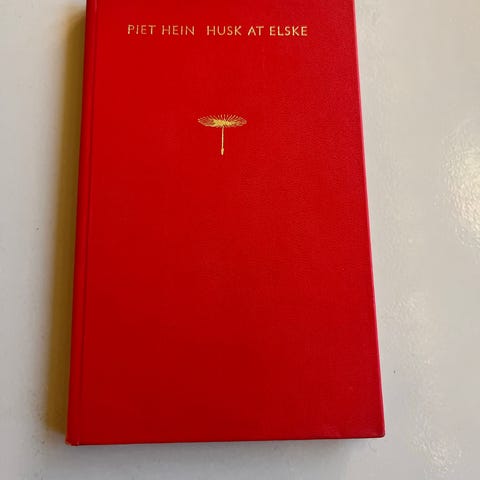 PIET HEIN HUSK AT ELSKE